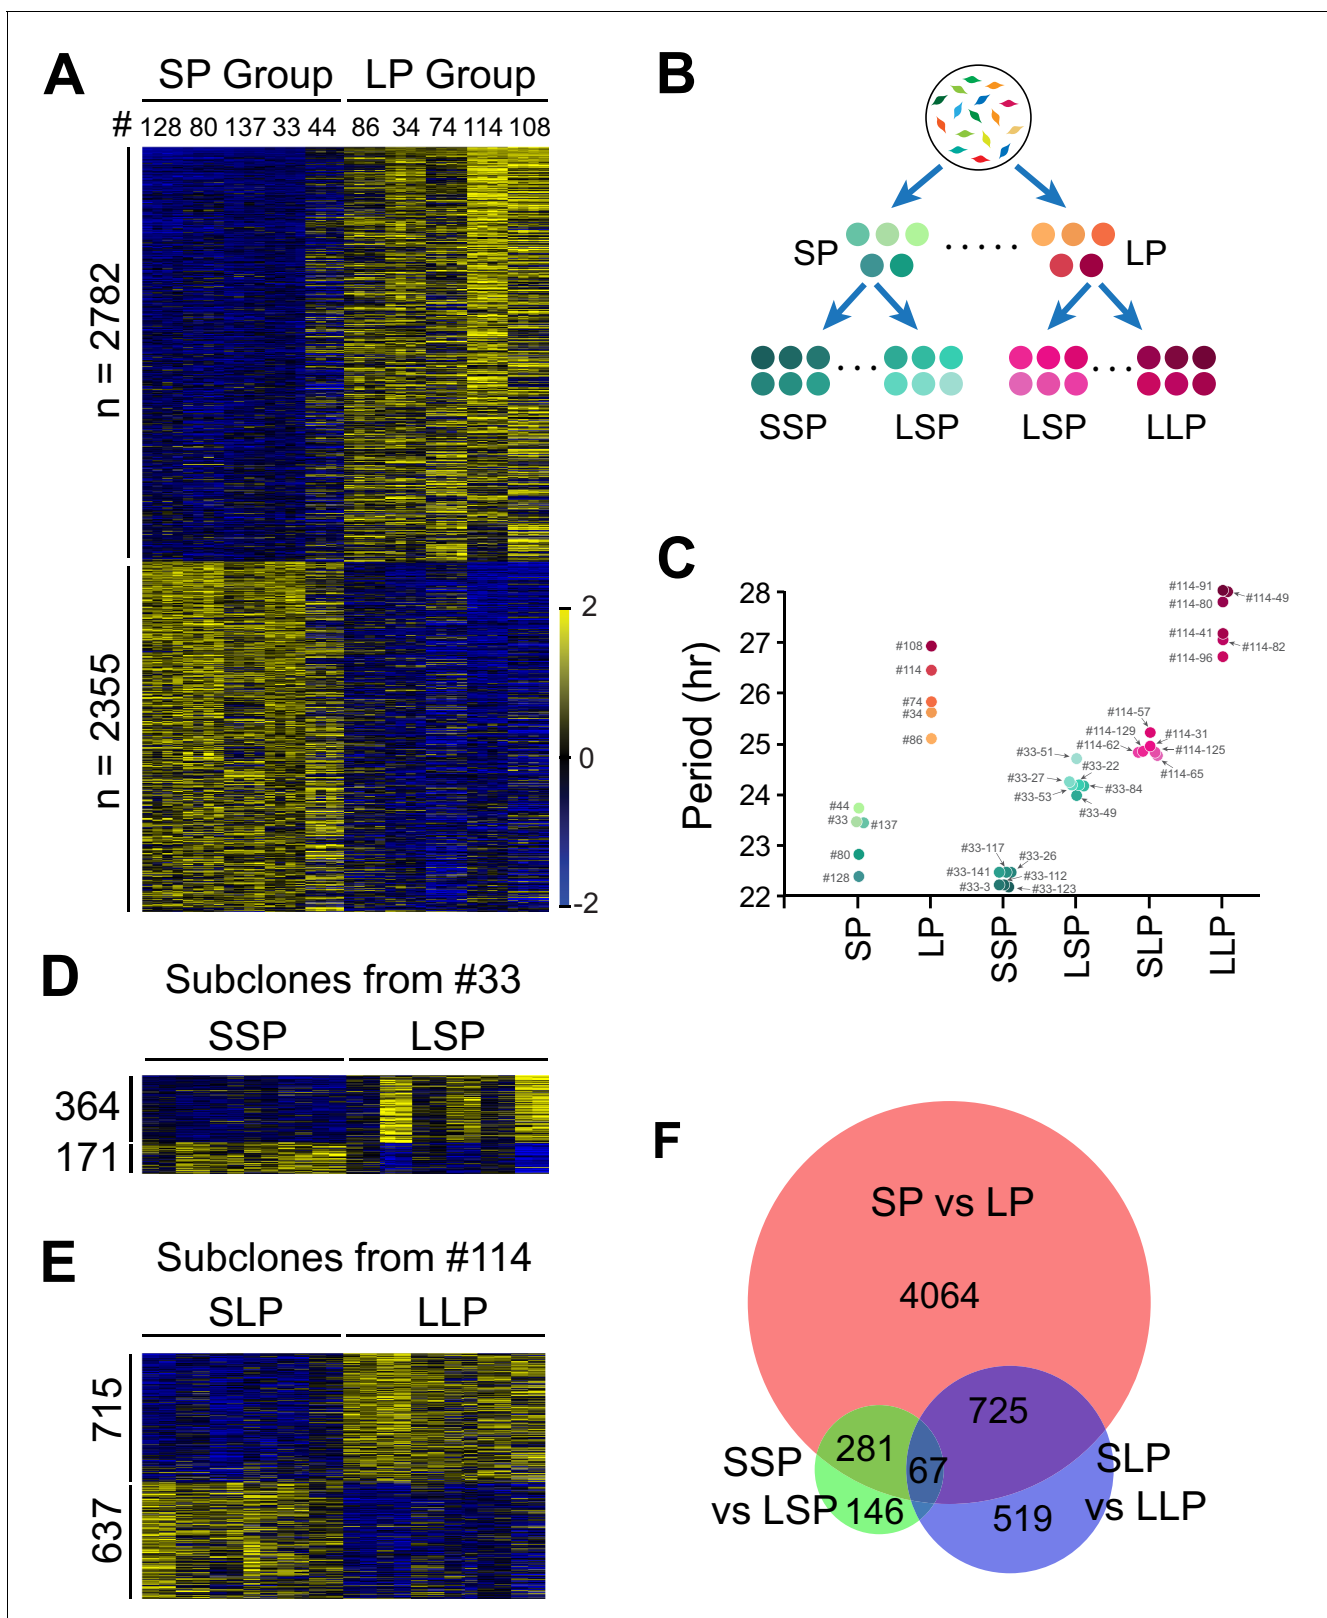 A
SP Group LP Group
# 128 80 137 33 44 86 34 74 114 108
n = 2782
n = 2355
2
0
-2
B
SP
LP
SSP LSP LSP LLP
C
Period (hr)
28
27
26
25
24
23
22
#44
#33
#137
#80
#128
#108
#114
#74
#34
#86
#33-117
#33-26
#33-141
#33-112
#33-3
#33-123
#33-51
#33-22
#33-27
#33-84
#33-53
#33-49
#114-57
#114-129
#114-31
#114-62
#114-125
#114-65
#114-91
#114-49
#114-80
#114-41
#114-82
#114-96
SP LP SSP LSP SLP LLP
D
Subclones from #33
SSP LSP
364
171
E
Subclones from #114
SLP LLP
715
637
F
SP vs LP
4064
725
281
67
146
519
SSP
vs LSP
SLP
vs LLP